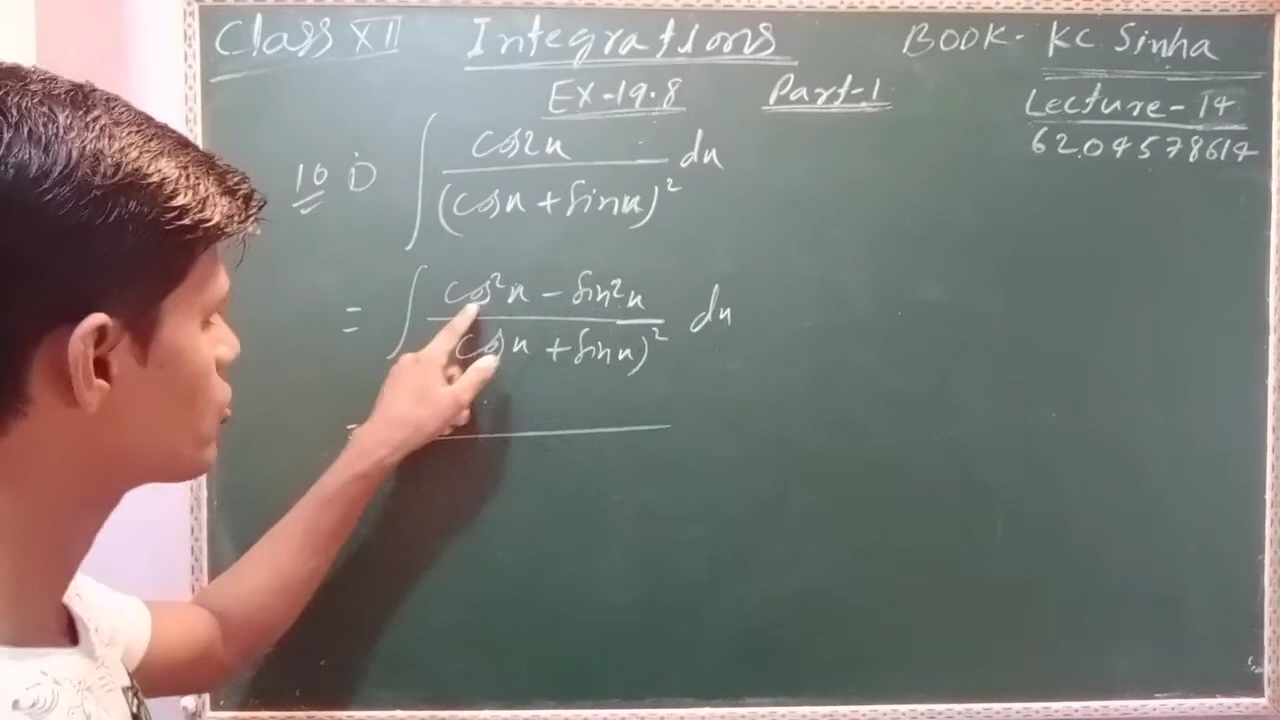 Class XII Integrations BOOK- KC Sinha
EX-19.8 Part-1 Lecture-14
6204578614
10 i) ∫ cos2x / (cosx + sinx)² dx
= ∫ cos²x - sin²x / (cosx + sinx)² dx
=